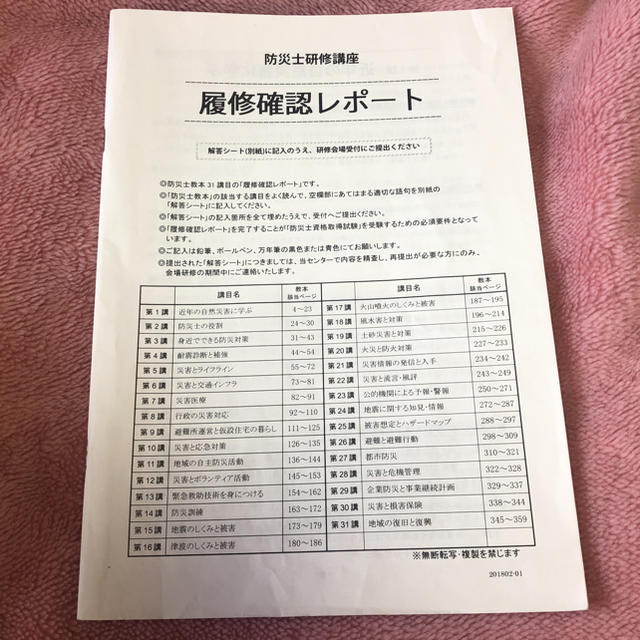 防災士研修講座
履修確認レポート
解答シート(別紙)に記入のうえ、研修会場受付にご提出ください
◎防災士教本31講目の「履修確認レポート」です。
◎「防災士教本」の該当する講目をよく読んで、空欄部にあてはまる適切な語句を別紙の
「解答シート」に記入してください。
◎「解答シート」の記入箇所を全て埋めたうえで、受付へご提出ください。
◎「履修確認レポート」を完了することが「防災士資格取得試験」を受験するための必須要件となって
います。
◎ご記入は鉛筆、ボールペン、万年筆の黒色または青色にてお願いします。
◎提出された「解答シート」につきましては、当センターで内容を精査し、再提出が必要な方にのみ、
会場研修の期間中にご連絡いたします。
講目名 教本該当ページ
第1講 近年の自然災害に学ぶ 4～23
第2講 防災士の役割 24～30
第3講 身近でできる防災対策 31～43
第4講 耐震診断と補強 44～54
第5講 災害とライフライン 55～72
第6講 災害と交通インフラ 73～81
第7講 災害医療 82～91
第8講 行政の災害対応 92～110
第9講 避難所運営と仮設住宅の暮らし 111～125
第10講 災害と応急対策 126～135
第11講 地域の自主防災活動 136～144
第12講 災害とボランティア活動 145～153
第13講 緊急救助技術を身につける 154～162
第14講 防災訓練 163～172
第15講 地震のしくみと被害 173～179
第16講 津波のしくみと被害 180～186
講目名 教本該当ページ
第17講 火山噴火のしくみと被害 187～195
第18講 風水害と対策 196～214
第19講 土砂災害と対策 215～226
第20講 火災と防火対策 227～233
第21講 災害情報の発信と入手 234～242
第22講 災害と流言・風評 243～249
第23講 公的機関による予報・警報 250～271
第24講 地震に関する知見・情報 272～287
第25講 被害想定とハザードマップ 288～297
第26講 避難と避難行動 298～309
第27講 都市防災 310～321
第28講 災害と危機管理 322～328
第29講 企業防災と事業継続計画 329～337
第30講 災害と損害保険 338～344
第31講 地域の復旧と復興 345～359
※無断転写・複製を禁じます
201802-01